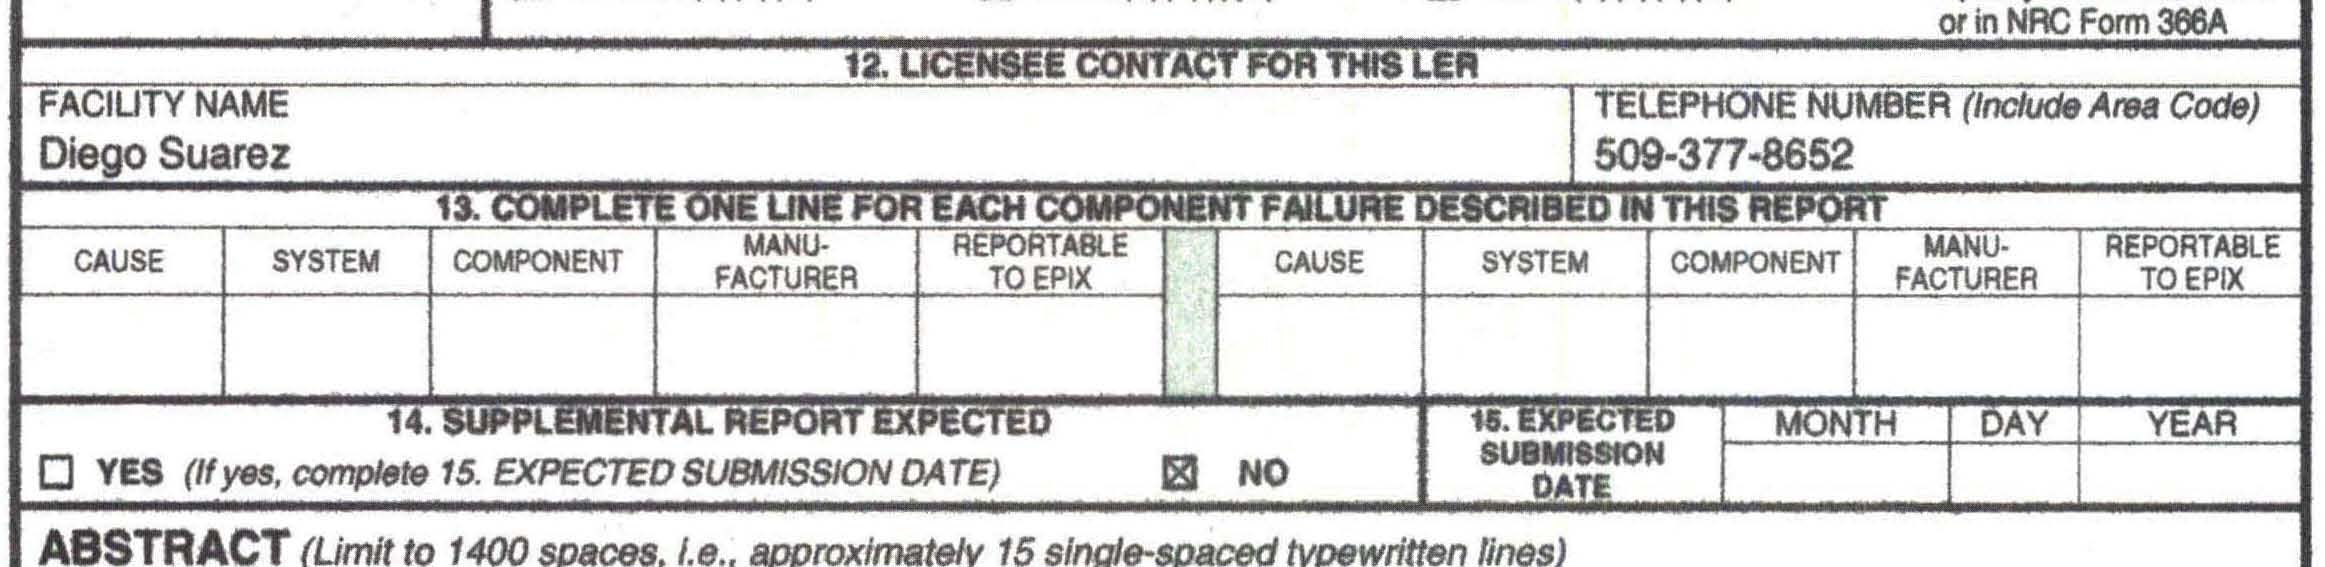 or in NRC Form 366A
12. LICENSEE CONTACT FOR THIS LER
FACILITY NAME
Diego Suarez
TELEPHONE NUMBER (Include Area Code)
509-377-8652
13. COMPLETE ONE LINE FOR EACH COMPONENT FAILURE DESCRIBED IN THIS REPORT
CAUSE
SYSTEM
COMPONENT
MANU-
FACTURER
REPORTABLE
TO EPIX
CAUSE
SYSTEM
COMPONENT
MANU-
FACTURER
REPORTABLE
TO EPIX
14. SUPPLEMENTAL REPORT EXPECTED
☐ YES (If yes, complete 15. EXPECTED SUBMISSION DATE)
☒ NO
15. EXPECTED
SUBMISSION
DATE
MONTH
DAY
YEAR
ABSTRACT (Limit to 1400 spaces, i.e., approximately 15 single-spaced typewritten lines)